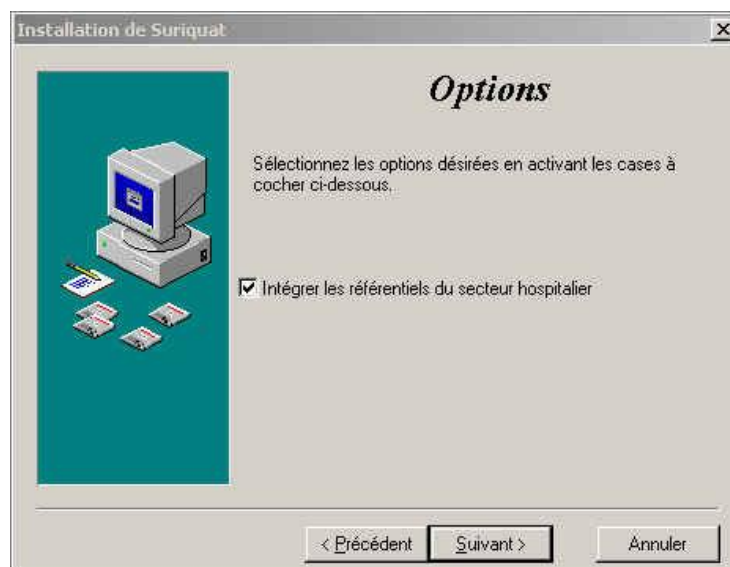 Installation de Suriquat
Options
Sélectionnez les options désirées en activant les cases à
cocher ci-dessous.
Intégrer les référentiels du secteur hospitalier
< Précédent
Suivant >
Annuler